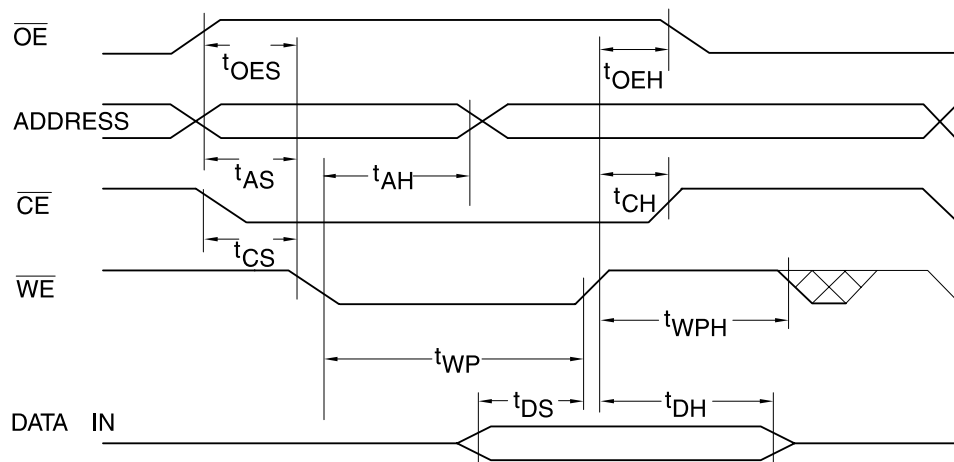 OE
tOES
tOEH
ADDRESS
tAS
tAH
tCH
CE
tCS
WE
tWPH
tWP
tDS
tDH
DATA IN